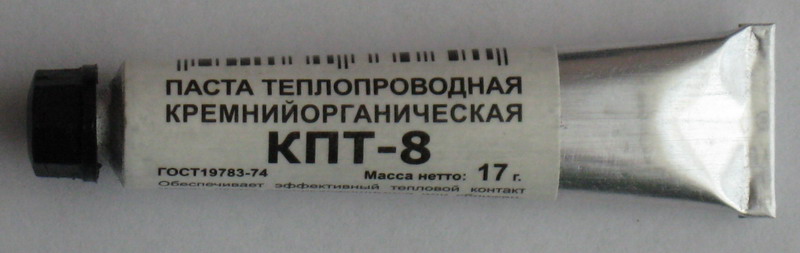 ПАСТА ТЕПЛОПРОВОДНАЯ
КРЕМНИЙОРГАНИЧЕСКАЯ
КПТ-8
ГОСТ19783-74 Масса нетто: 17 г.
Обеспечивает эффективный тепловой контакт